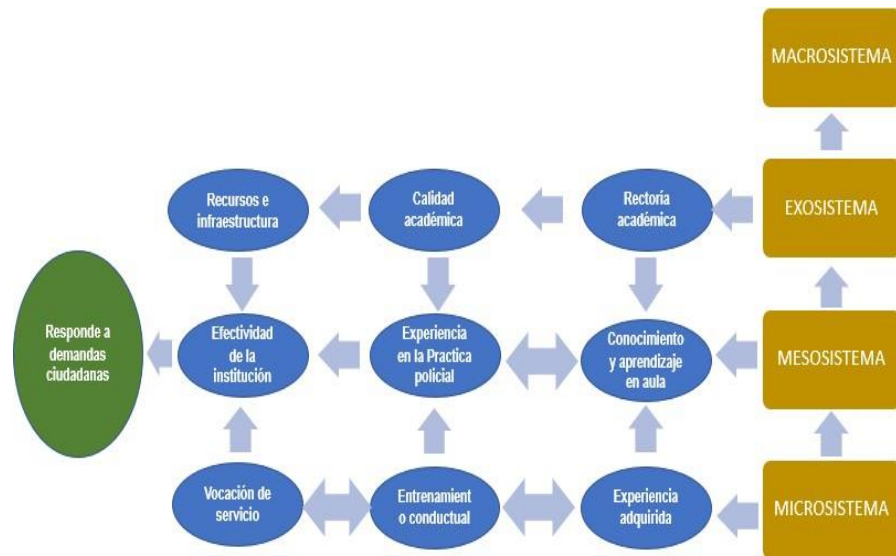 MACROSISTEMA
Recursos e
infraestructura
Calidad
académica
Rectoría
académica
EXOSISTEMA
Responde a
demandas
ciudadanas
Efectividad
de la
institución
Experiencia
en la Practica
policial
Conocimiento
y aprendizaje
en aula
MESOSISTEMA
Vocación de
servicio
Entrenamient
o conductual
Experiencia
adquirida
MICROSISTEMA